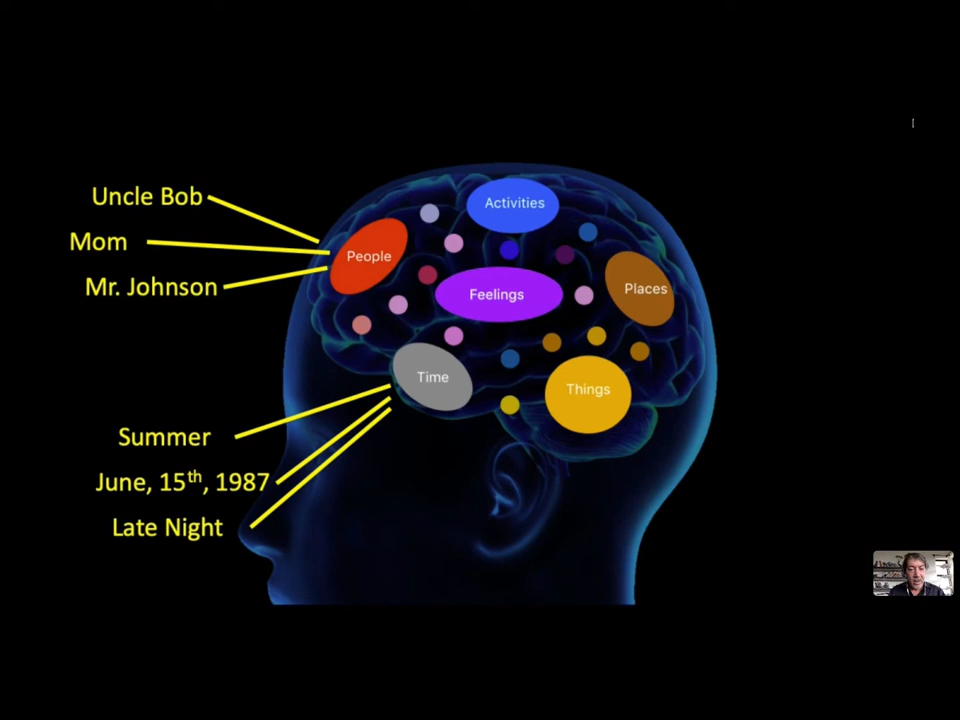 Uncle Bob
Mom
Mr. Johnson
Activities
People
Feelings
Places
Time
Things
Summer
June, 15th, 1987
Late Night